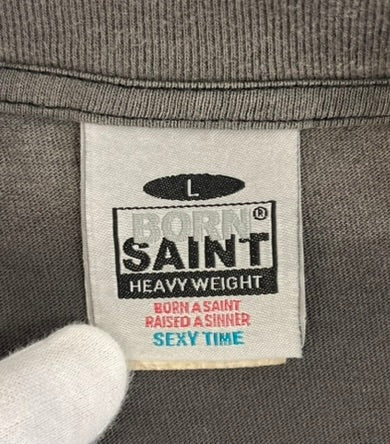 L
BORN®
SAINT
HEAVY WEIGHT
BORN A SAINT
RAISED A SINNER
SEXY TIME